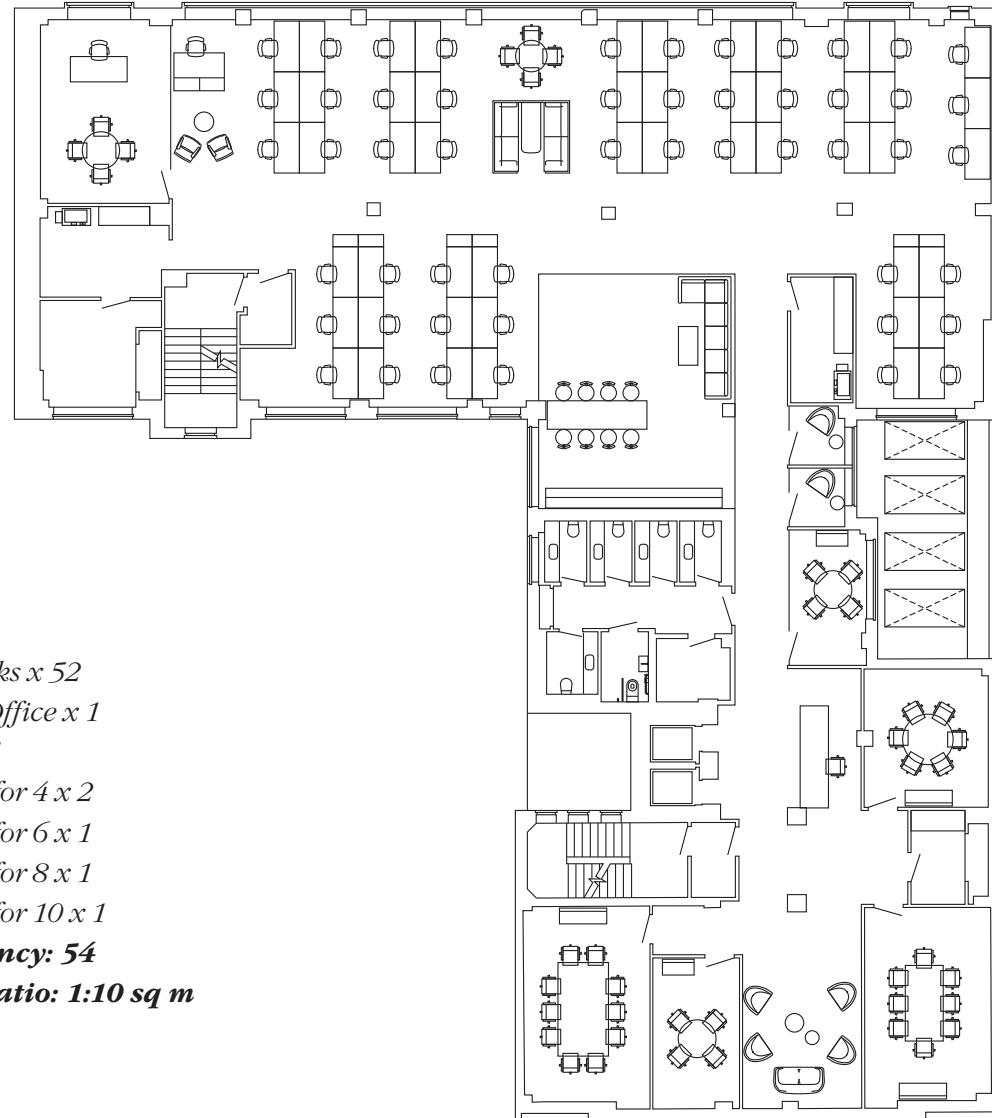 ks x 52
Office x 1
for 4 x 2
for 6 x 1
for 8 x 1
for 10 x 1
ncy: 54
atio: 1:10 sq m